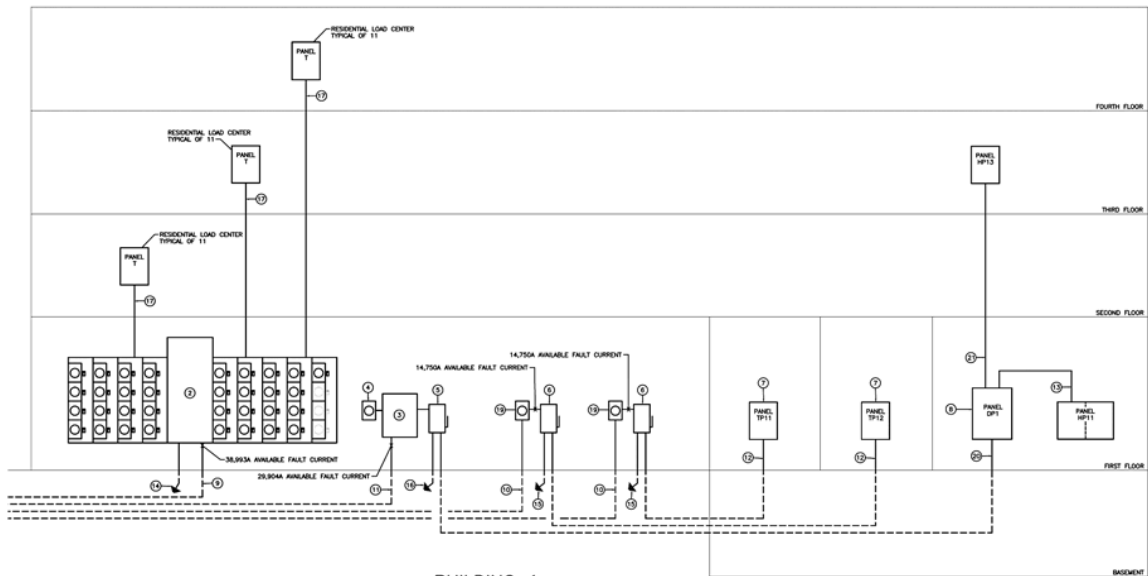 RESIDENTIAL LOAD CENTER
TYPICAL OF 11
PANEL
T
17
FOURTH FLOOR
RESIDENTIAL LOAD CENTER
TYPICAL OF 11
PANEL
T
17
PANEL
HP13
THIRD FLOOR
RESIDENTIAL LOAD CENTER
TYPICAL OF 11
PANEL
T
17
SECOND FLOOR
14,750A AVAILABLE FAULT CURRENT
14,750A AVAILABLE FAULT CURRENT
21
2
4
3
5
19
6
19
6
7
PANEL
TP11
7
PANEL
TP12
8
PANEL
DP1
13
PANEL
HP11
38,993A AVAILABLE FAULT CURRENT
29,904A AVAILABLE FAULT CURRENT
12
12
20
FIRST FLOOR
14
9
11
16
10
15
10
15
BASEMENT